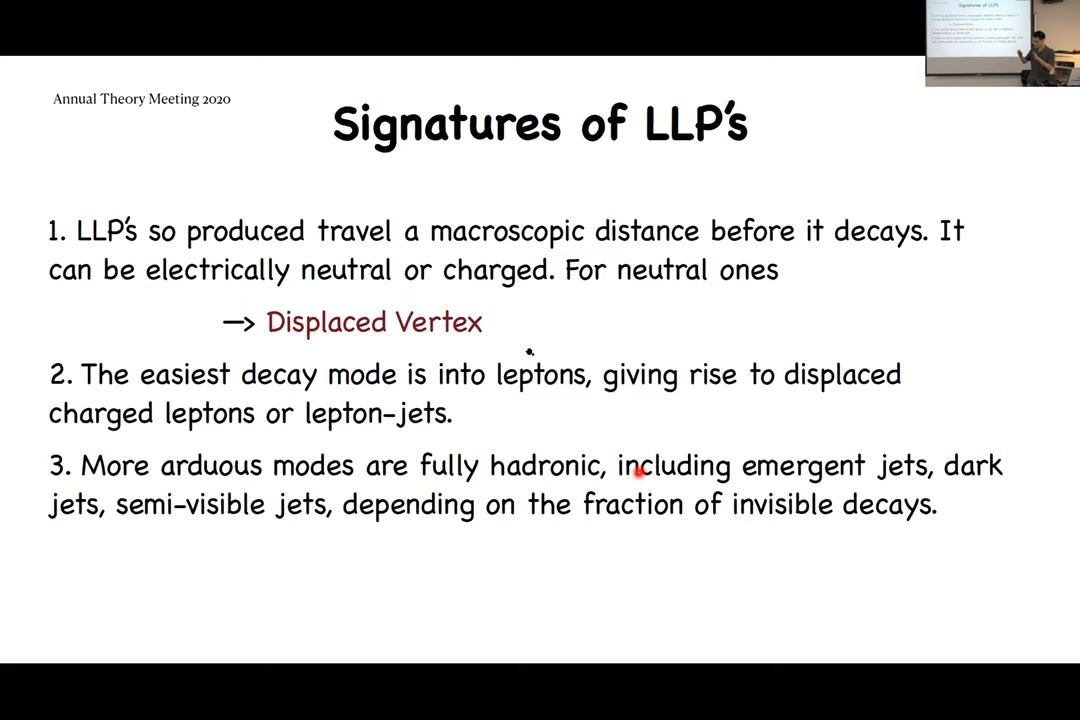 Annual Theory Meeting 2020
Signatures of LLP's
1. LLP's so produced travel a macroscopic distance before it decays. It
can be electrically neutral or charged. For neutral ones
—> Displaced Vertex
2. The easiest decay mode is into leptons, giving rise to displaced
charged leptons or lepton-jets.
3. More arduous modes are fully hadronic, including emergent jets, dark
jets, semi-visible jets, depending on the fraction of invisible decays.
Signatures of LLP's